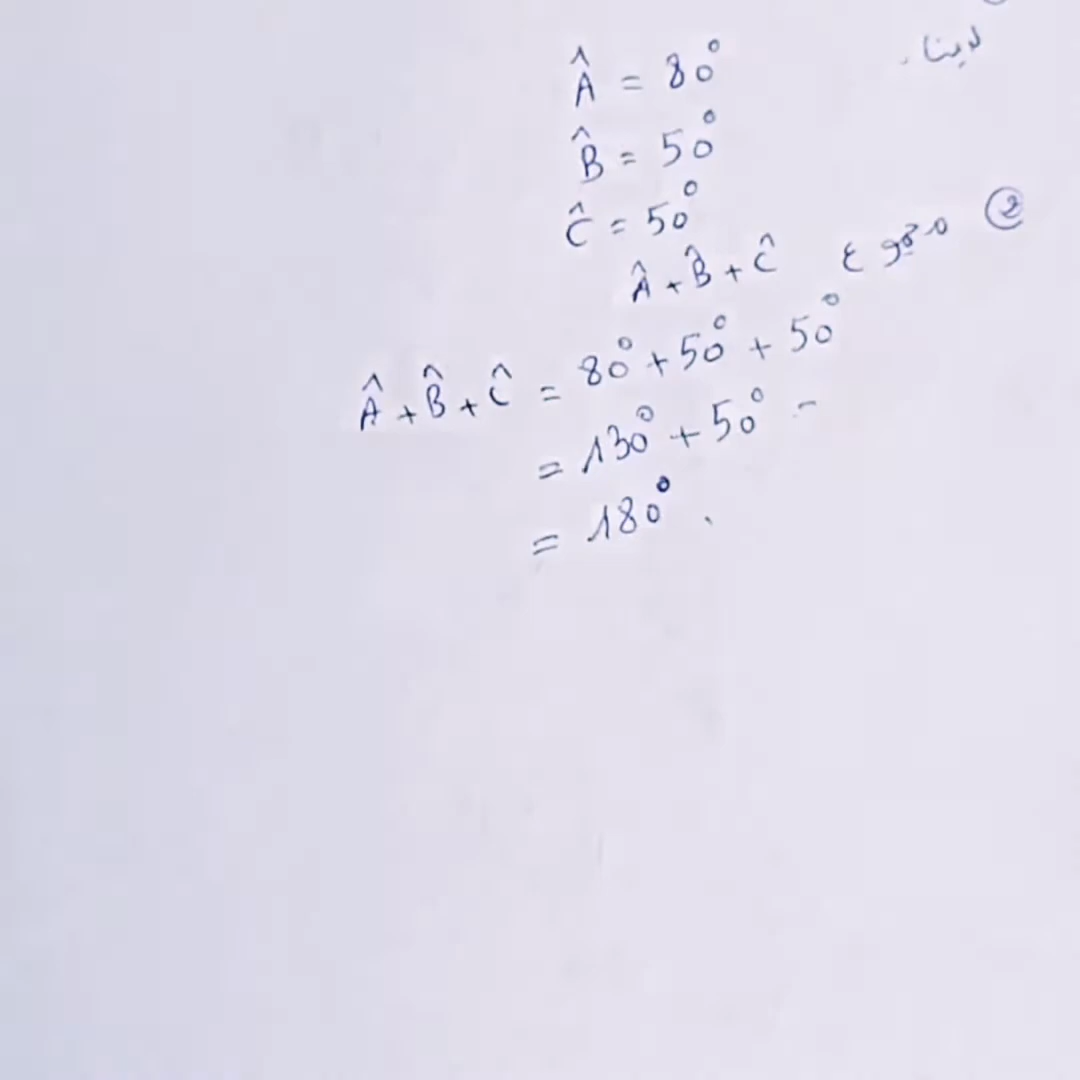 لدينا.
Â = 80°
B̂ = 50°
Ĉ = 50°
② مجموع Â + B̂ + Ĉ
Â + B̂ + Ĉ = 80° + 50° + 50°
= 130° + 50°
= 180°.